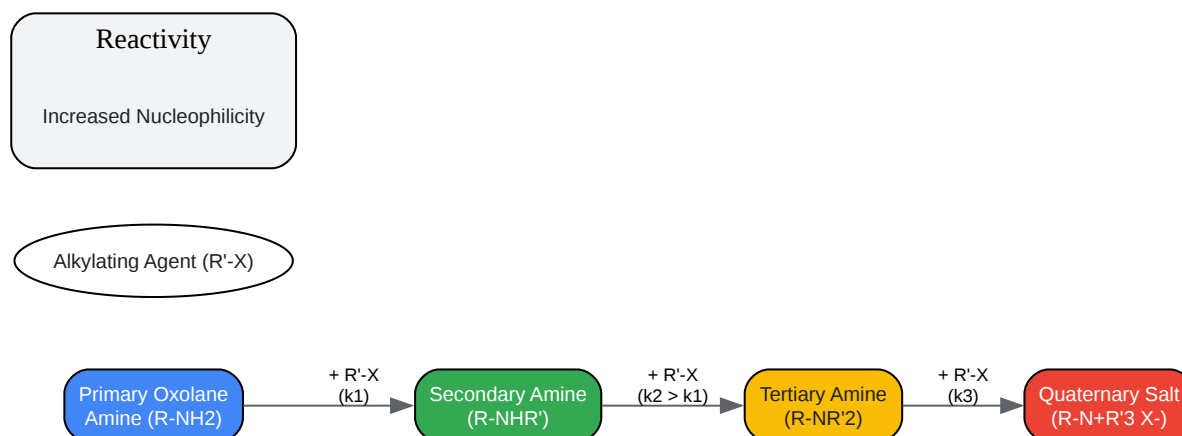 Reactivity
Increased Nucleophilicity
Alkylating Agent (R'-X)
+ R'-X
(k1)
+ R'-X
(k2 > k1)
+ R'-X
(k3)
Primary Oxolane
Amine (R-NH2)
Secondary Amine
(R-NHR')
Tertiary Amine
(R-NR'2)
Quaternary Salt
(R-N+R'3 X-)